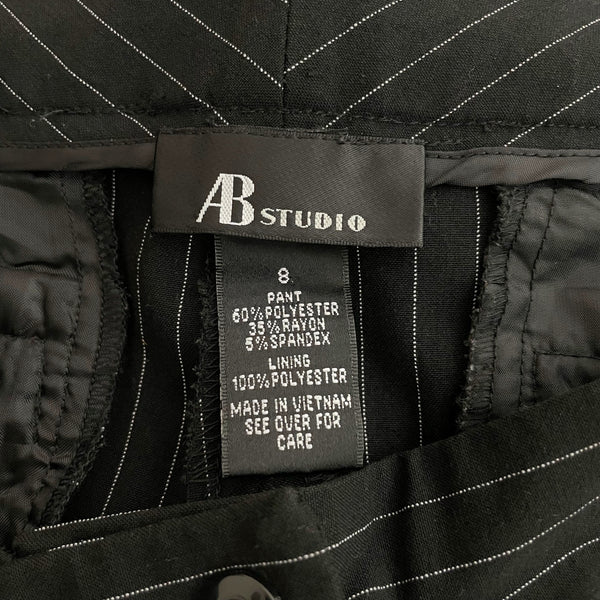 AB STUDIO
8
PANT
60%POLYESTER
35%RAYON
5%SPANDEX
LINING
100%POLYESTER
MADE IN VIETNAM
SEE OVER FOR
CARE